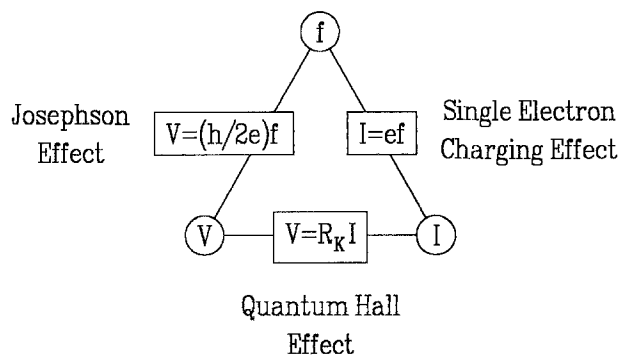 f
Josephson
Effect
V=(h/2e)f
I=ef
Single Electron
Charging Effect
V
V=R_K I
I
Quantum Hall
Effect